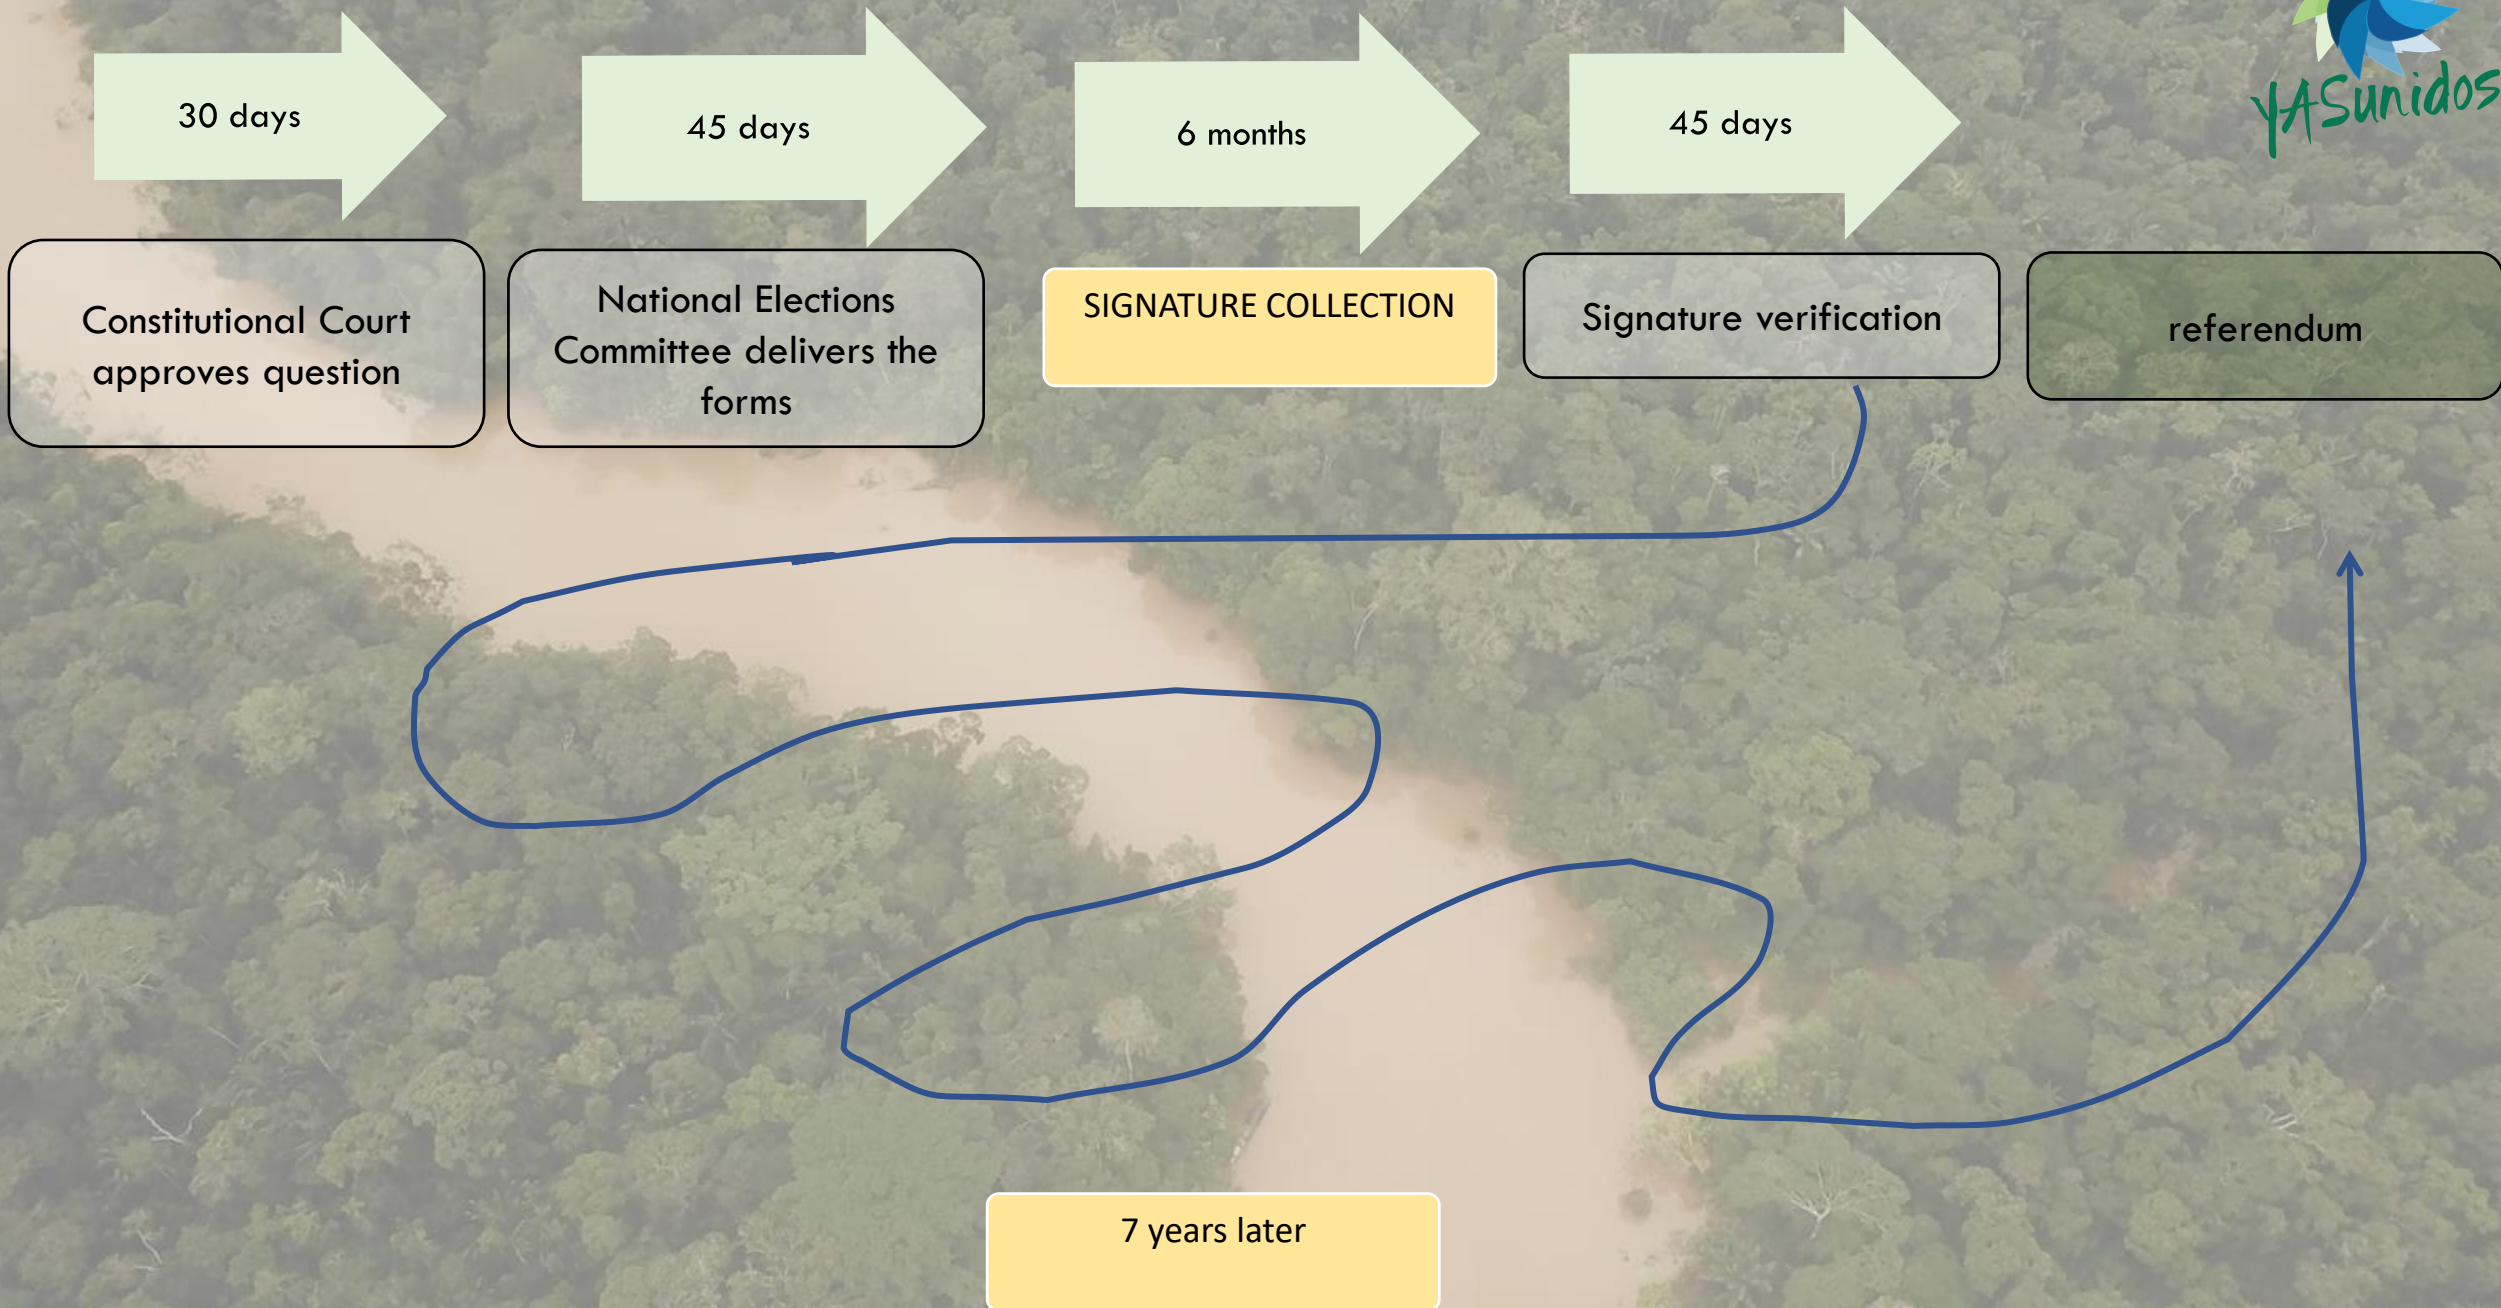 30 days
45 days
6 months
45 days
YASunidos
Constitutional Court
approves question
National Elections
Committee delivers the
forms
SIGNATURE COLLECTION
Signature verification
referendum
7 years later